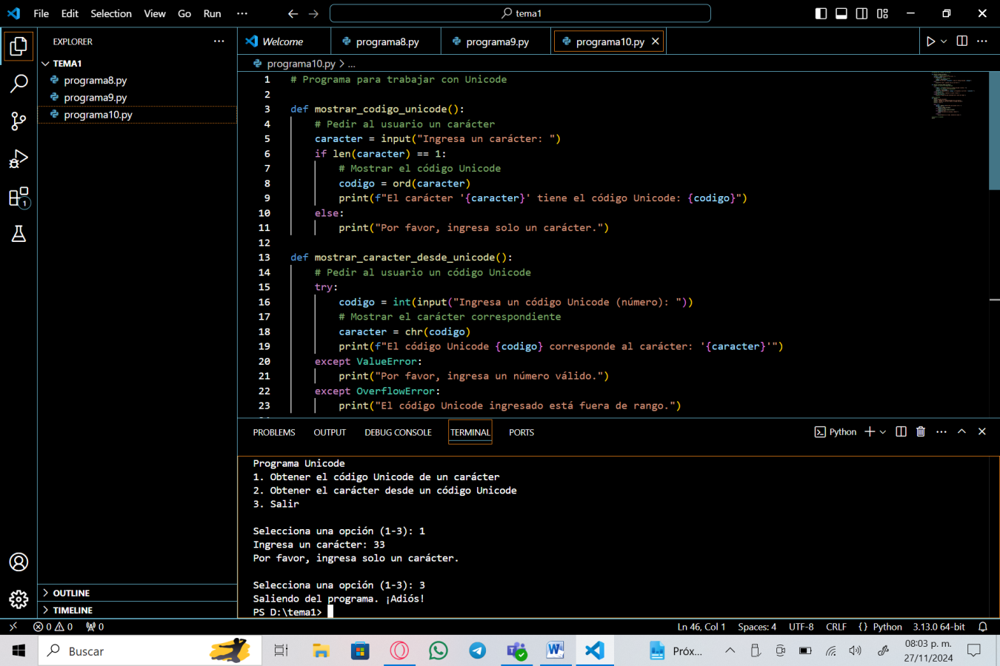 File Edit Selection View Go Run ··· tema1
EXPLORER ···
TEMA1
programa8.py
programa9.py
programa10.py
OUTLINE
TIMELINE
Welcome programa8.py programa9.py programa10.py
programa10.py > ...
1 # Programa para trabajar con Unicode
2
3 def mostrar_codigo_unicode():
4 # Pedir al usuario un carácter
5 caracter = input("Ingresa un carácter: ")
6 if len(caracter) == 1:
7 # Mostrar el código Unicode
8 codigo = ord(caracter)
9 print(f"El carácter '{caracter}' tiene el código Unicode: {codigo}")
10 else:
11 print("Por favor, ingresa solo un carácter.")
12
13 def mostrar_caracter_desde_unicode():
14 # Pedir al usuario un código Unicode
15 try:
16 codigo = int(input("Ingresa un código Unicode (número): "))
17 # Mostrar el carácter correspondiente
18 caracter = chr(codigo)
19 print(f"El código Unicode {codigo} corresponde al carácter: '{caracter}'")
20 except ValueError:
21 print("Por favor, ingresa un número válido.")
22 except OverflowError:
23 print("El código Unicode ingresado está fuera de rango.")
PROBLEMS OUTPUT DEBUG CONSOLE TERMINAL PORTS Python
Programa Unicode
1. Obtener el código Unicode de un carácter
2. Obtener el carácter desde un código Unicode
3. Salir
Selecciona una opción (1-3): 1
Ingresa un carácter: 33
Por favor, ingresa solo un carácter.
Selecciona una opción (1-3): 3
Saliendo del programa. ¡Adiós!
PS D:\tema1>
1
0 0 0 Ln 46, Col 1 Spaces: 4 UTF-8 CRLF {} Python 3.13.0 64-bit
Buscar Próx... 08:03 p. m.
27/11/2024